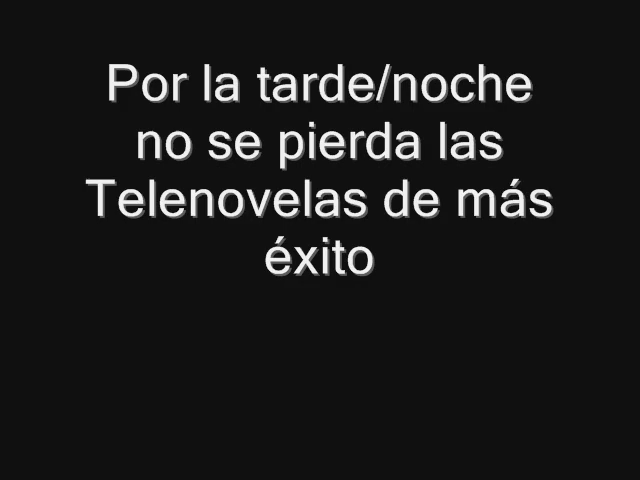 Por la tarde/noche
no se pierda las
Telenovelas de más
éxito